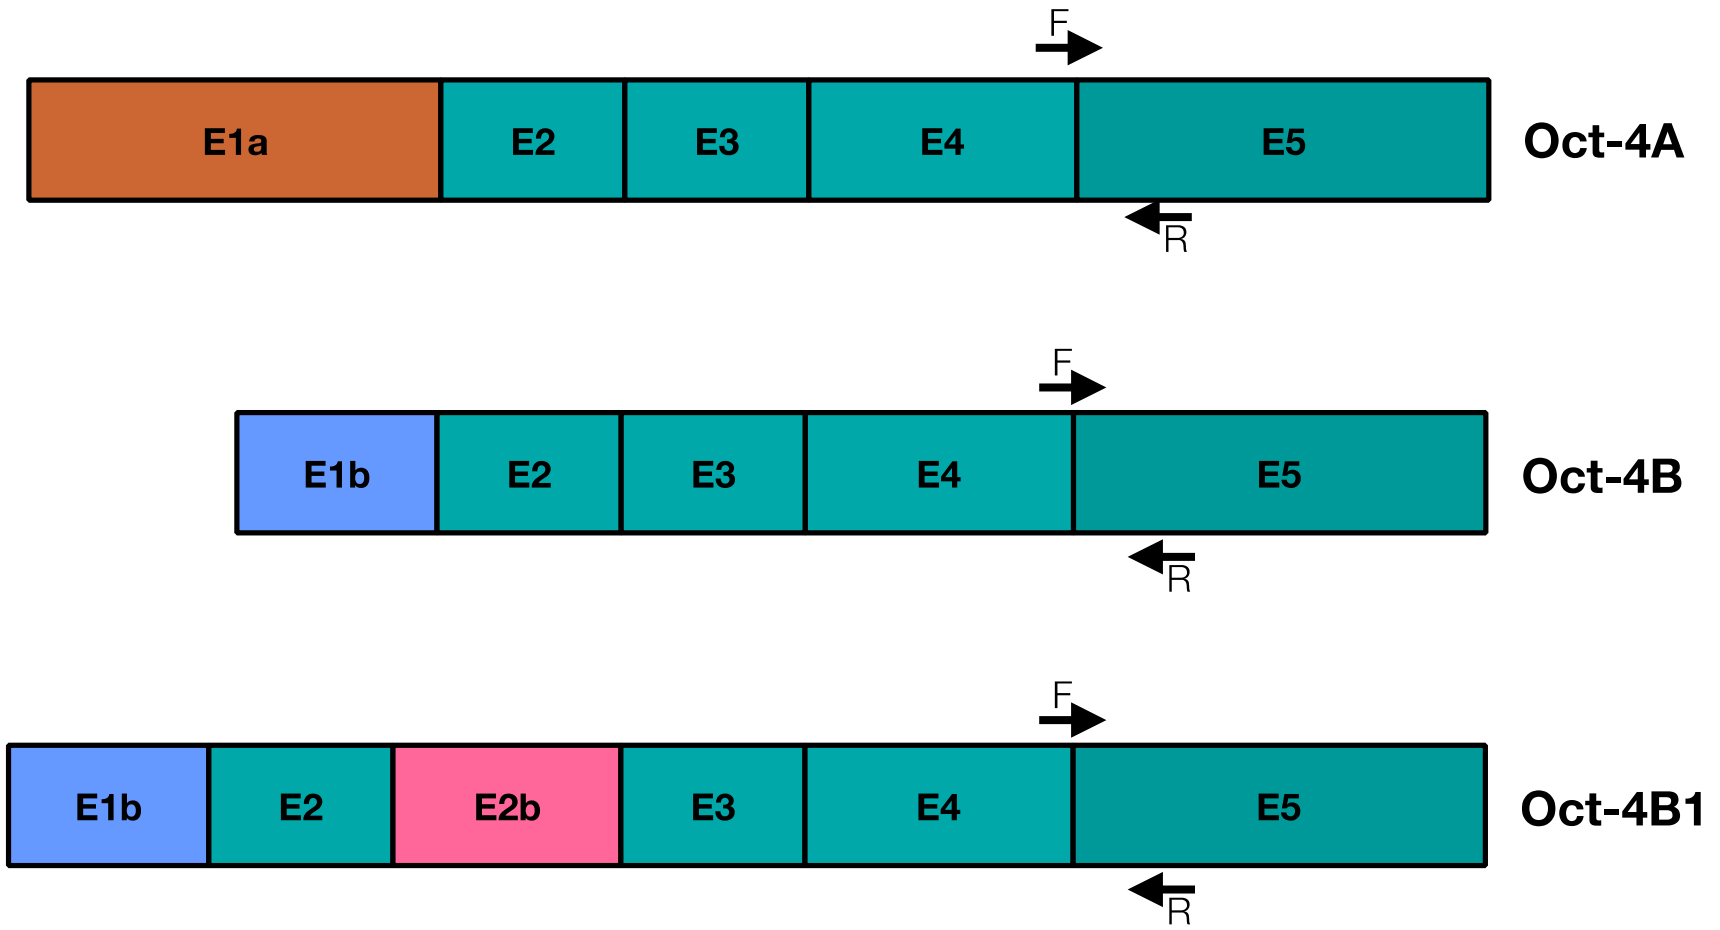 F
E1a E2 E3 E4 E5 Oct-4A
R
F
E1b E2 E3 E4 E5 Oct-4B
R
F
E1b E2 E2b E3 E4 E5 Oct-4B1
R